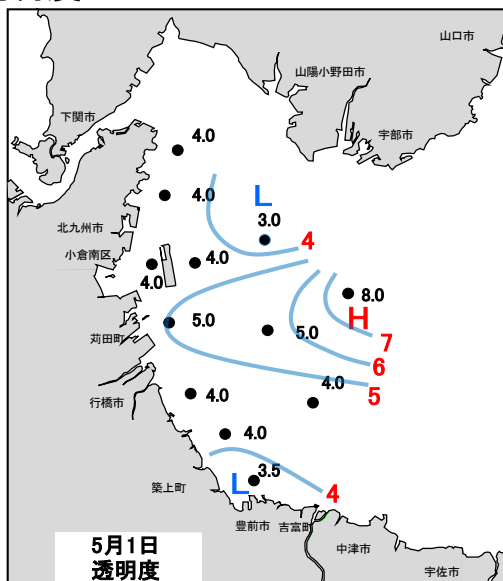 山口市
山陽小野田市
下関市
宇部市
4.0
4.0
L
3.0
北九州市
小倉南区
4
4.0
4.0
8.0
H
5.0
5.0
苅田町
7
6
5
4.0
4.0
行橋市
4.0
3.5
L
築上町
4
豊前市
吉富町
中津市
宇佐市
5月1日
透明度